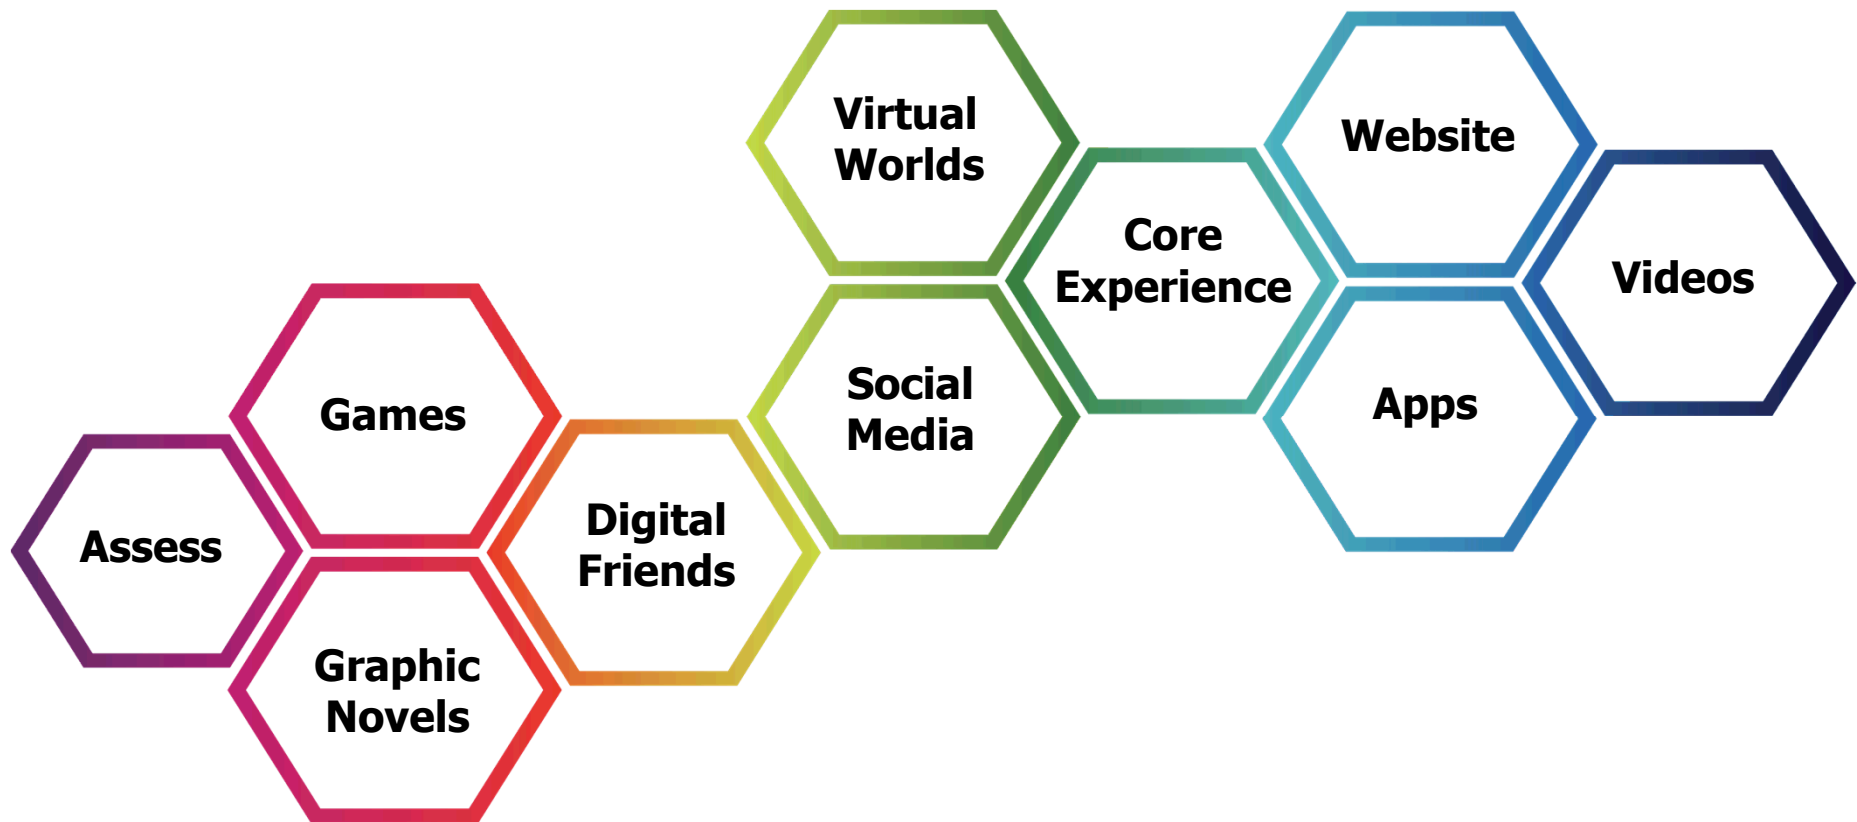 Virtual
Worlds
Website
Core
Experience
Videos
Social
Media
Apps
Games
Digital
Friends
Assess
Graphic
Novels